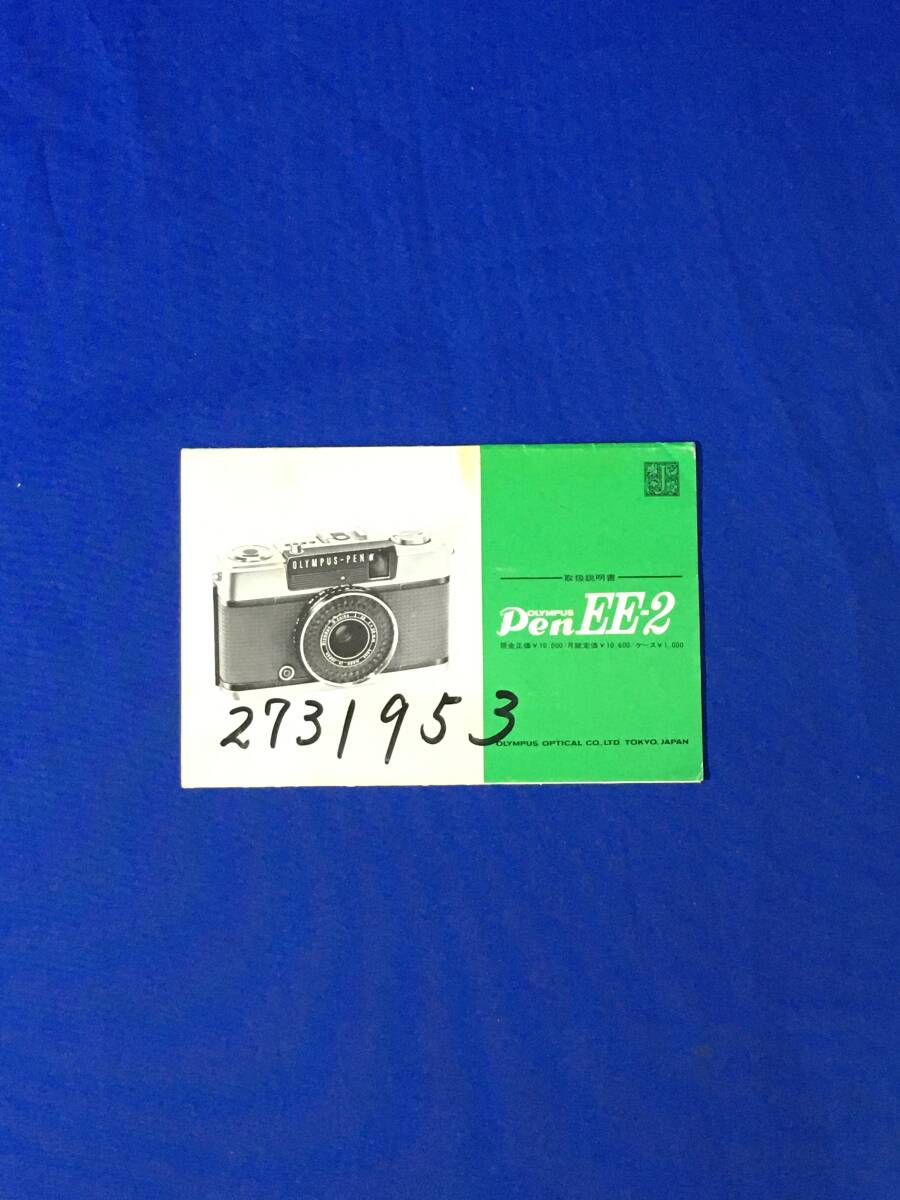 OLYMPUS-PEN
2731953
J
取扱説明書
OLYMPUS
Pen EE-2
現金正価¥10,000/月賦定価¥10,600/ケース¥1,000
OLYMPUS OPTICAL CO., LTD. TOKYO, JAPAN